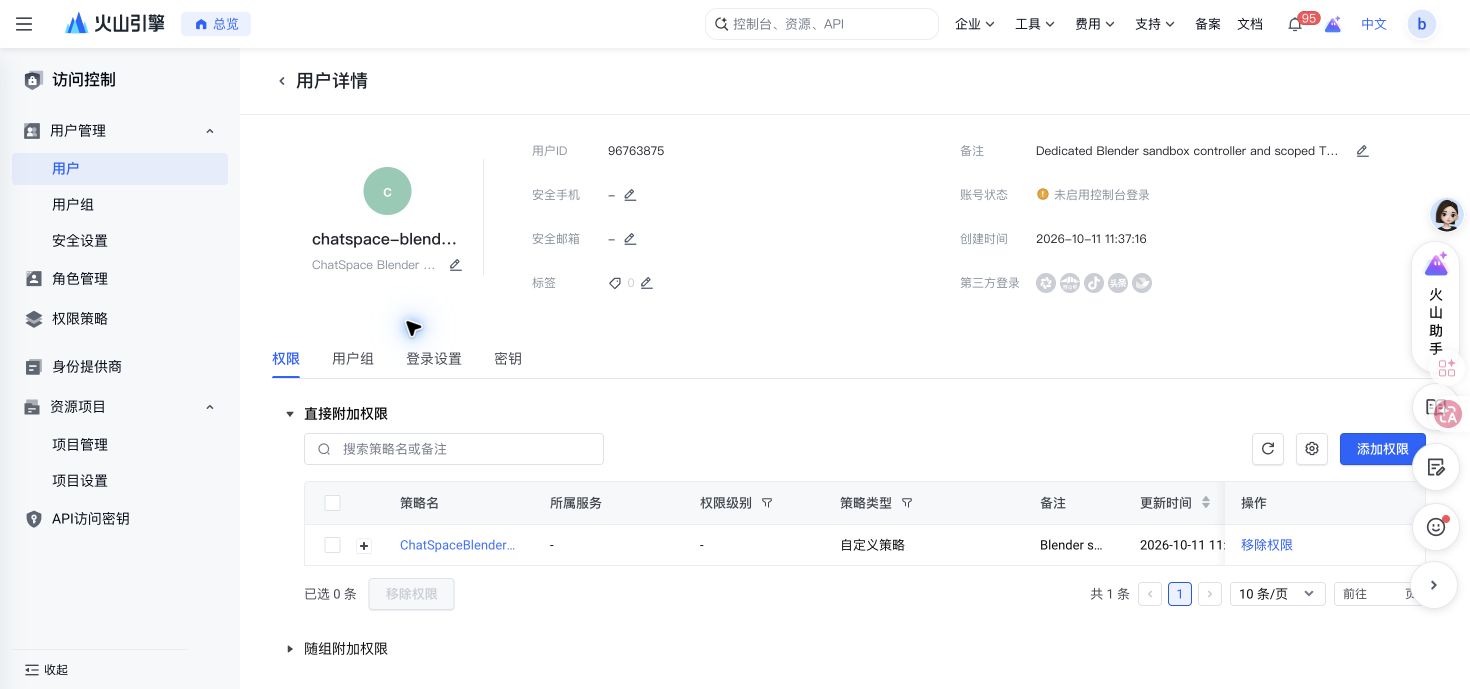 火山引擎
总览
控制台、资源、API
企业
工具
费用
支持
备案
文档
95
中文
b
访问控制
用户管理
用户
用户组
安全设置
角色管理
权限策略
身份提供商
资源项目
项目管理
项目设置
API访问密钥
收起
用户详情
C
chatspace-blend...
ChatSpace Blender ...
用户ID 96763875
安全手机 –
安全邮箱 –
标签 0
备注 Dedicated Blender sandbox controller and scoped T...
账号状态 未启用控制台登录
创建时间 2026-10-11 11:37:16
第三方登录
权限 用户组 登录设置 密钥
直接附加权限
搜索策略名或备注
添加权限
策略名 所属服务 权限级别 策略类型 备注 更新时间 操作
ChatSpaceBlender... - - 自定义策略 Blender s... 2026-10-11 11: 移除权限
已选 0 条 移除权限
共 1 条 1 10 条/页 前往
随组附加权限
火山助手